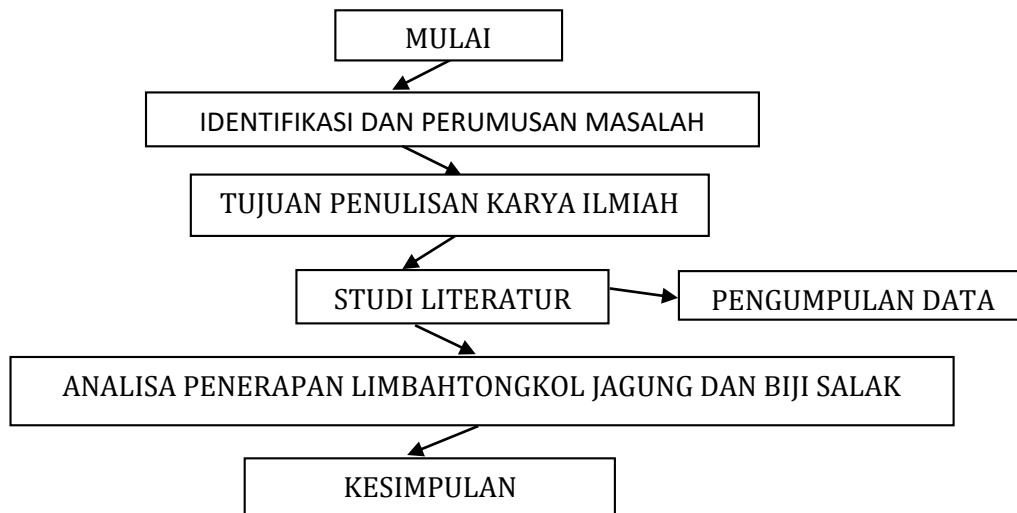 MULAI
IDENTIFIKASI DAN PERUMUSAN MASALAH
TUJUAN PENULISAN KARYA ILMIAH
STUDI LITERATUR
PENGUMPULAN DATA
ANALISA PENERAPAN LIMBAHTONGKOL JAGUNG DAN BIJI SALAK
KESIMPULAN